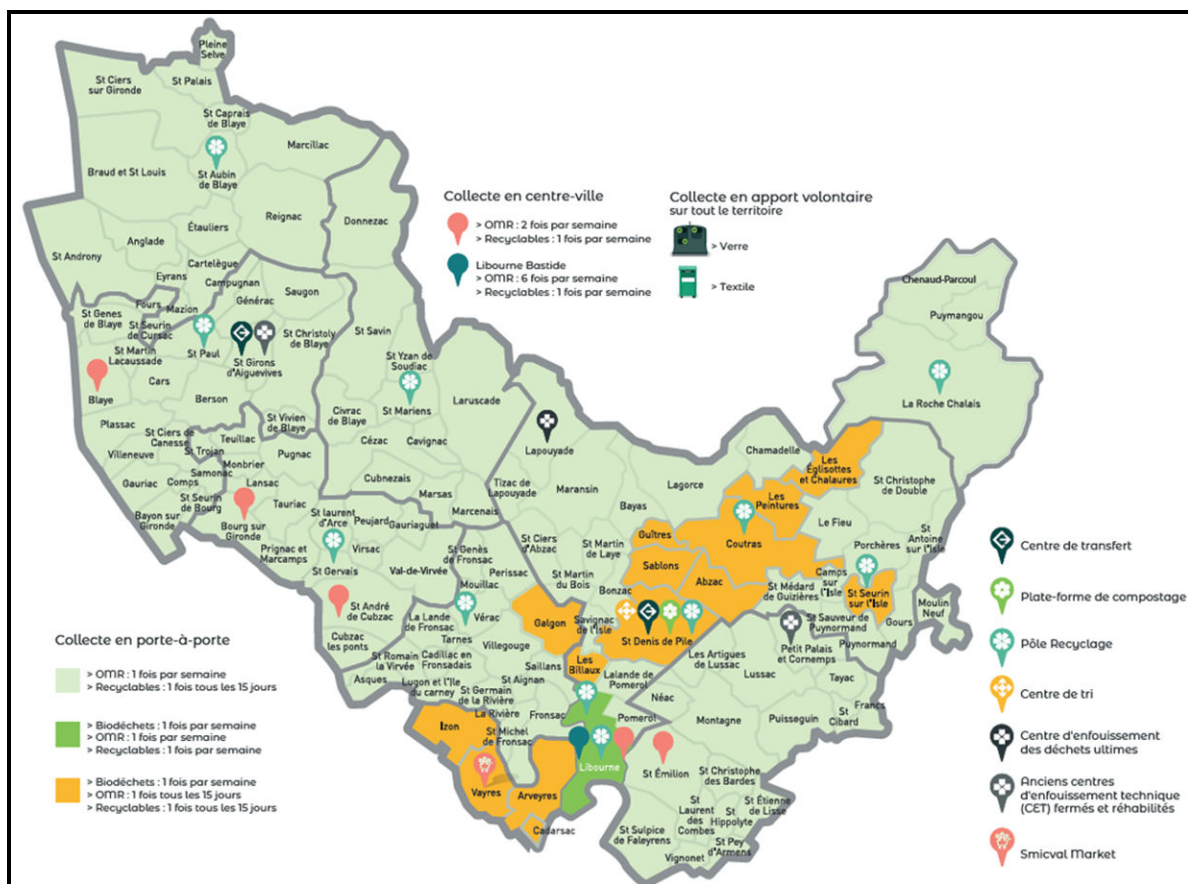 Pleine
Selve
St Ciers
sur Gironde
St Palais
St Caprais
de Blaye
Marcillac
Braud et St Louis
St Aubin
de Blaye
Reignac
Donnezac
Étauliers
Anglade
St Androny
Cartelègue
Eyrans
Campugnan
Saugon
Générac
Fours
Mazion
St Genes
de Blaye
St Seurin
de Cursac
St Paul
St Christoly
de Blaye
St Savin
St Martin
Lacaussade
St Girons
d'Aiguevives
St Yzan de
Soudiac
Blaye
Cars
Berson
St Mariens
Laruscade
Plassac
St Vivien
de Blaye
Civrac
de Blaye
St Ciers de
Canesse
Teuillac
Cézac
Cavignac
Villeneuve
St Trojan
Monbrier
Pugnac
Samonac
Lansac
Cubnezais
Gauriac
Comps
Marsas
Bayon sur
Gironde
St Seurin
de Bourg
Tauriac
Marcenais
Bourg sur
Gironde
St laurent
d'Arce
Peujard
Gauriaguet
Prignac et
Marcamps
Virsac
St Gervais
Val-de-Virvée
St André
de Cubzac
Cubzac
les ponts
St Romain
la Virvée
Asques
Collecte en centre-ville
> OMR : 2 fois par semaine
> Recyclables : 1 fois par semaine
Libourne Bastide
> OMR : 6 fois par semaine
> Recyclables : 1 fois par semaine
Collecte en apport volontaire
sur tout le territoire
> Verre
> Textile
Chenaud-Parcoul
Puymangou
La Roche Chalais
Lapouyade
Chamadelle
Les
Églisottes
et Chalaures
Tizac de
Lapouyade
Maransin
Lagorce
Les
Peintures
St Christophe
de Double
Bayas
Guîtres
Coutras
Le Fieu
St
Antoine
sur l'Isle
St Ciers
d'Abzac
St Martin
de Laye
Sablons
Porchères
St Genès
de Fronsac
Périssac
St Martin
du Bois
Bonzac
Abzac
St Médard
de Guizières
Camps
sur
l'Isle
St Seurin
sur l'Isle
Mouillac
La Lande
de Fronsac
Vérac
Galgon
Savignac
de l'Isle
St Denis de Pile
St Sauveur de
Puynormand
Gours
Moulin
Neuf
Tarnes
Villegouge
Petit Palais
et Cornemps
Puynormand
Cadillac en
Fronsadais
Saillans
Les
Billaux
Les Artigues
de Lussac
Lussac
Tayac
Lugon et l'Ile
du carney
St Aignan
St Germain
de la Rivière
Lalande de
Pomerol
Néac
Francs
La Rivière
Fronsac
Pomerol
Montagne
Puisseguin
St
Cibard
Izon
St Michel
de Fronsac
Libourne
St Émilion
Vayres
Arveyres
Cadarsac
St Christophe
des Bardes
St
Laurent
des
Combes
St
Hippolyte
St Étienne
de Lisse
St Sulpice
de Faleyrens
St Pey
d'Armens
Vignonet
Collecte en porte-à-porte
> OMR : 1 fois par semaine
> Recyclables : 1 fois tous les 15 jours
> Biodéchets : 1 fois par semaine
> OMR : 1 fois par semaine
> Recyclables : 1 fois par semaine
> Biodéchets : 1 fois par semaine
> OMR : 1 fois tous les 15 jours
> Recyclables : 1 fois tous les 15 jours
Centre de transfert
Plate-forme de compostage
Pôle Recyclage
Centre de tri
Centre d'enfouissement
des déchets ultimes
Anciens centres
d'enfouissement technique
(CET) fermés et réhabilités
Smicval Market